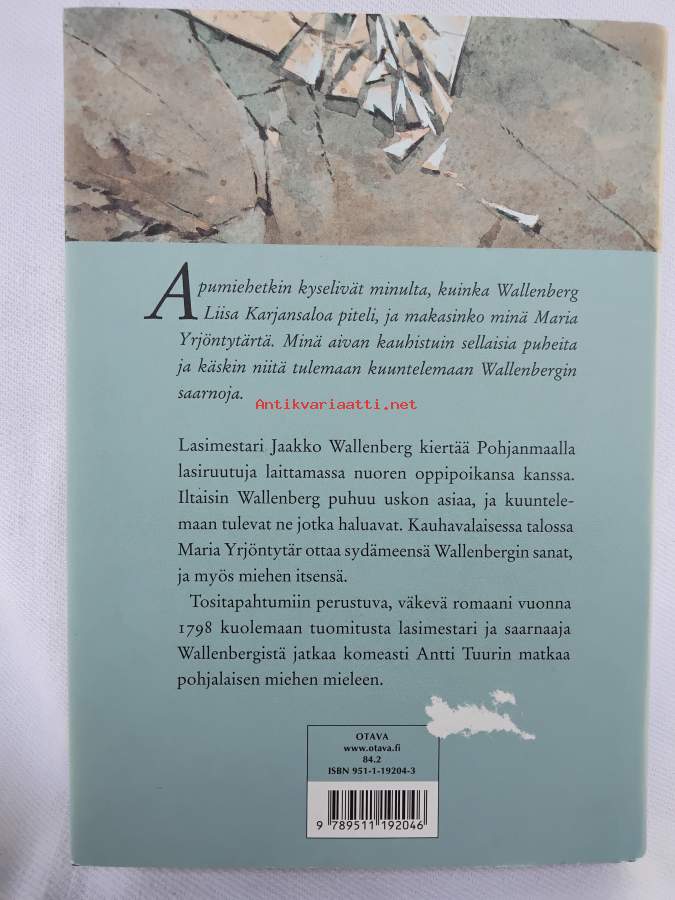 Apumiehetkin kyselivät minulta, kuinka Wallenberg
Liisa Karjansaloa piteli, ja makasinko minä Maria
Yrjöntytärtä. Minä aivan kauhistuin sellaisia puheita
ja käskin niitä tulemaan kuuntelemaan Wallenbergin
saarnoja.
Antikvariaatti.net
Lasimestari Jaakko Wallenberg kiertää Pohjanmaalla
lasiruutuja laittamassa nuoren oppipoikansa kanssa.
Iltaisin Wallenberg puhuu uskon asiaa, ja kuuntele-
maan tulevat ne jotka haluavat. Kauhavalaisessa talossa
Maria Yrjöntytär ottaa sydämeensä Wallenbergin sanat,
ja myös miehen itsensä.
Tositapahtumiin perustuva, väkevä romaani vuonna
1798 kuolemaan tuomitusta lasimestari ja saarnaaja
Wallenbergistä jatkaa komeasti Antti Tuurin matkaa
pohjalaisen miehen mieleen.
OTAVA
www.otava.fi
84.2
ISBN 951-1-19204-3
9 789511 192046